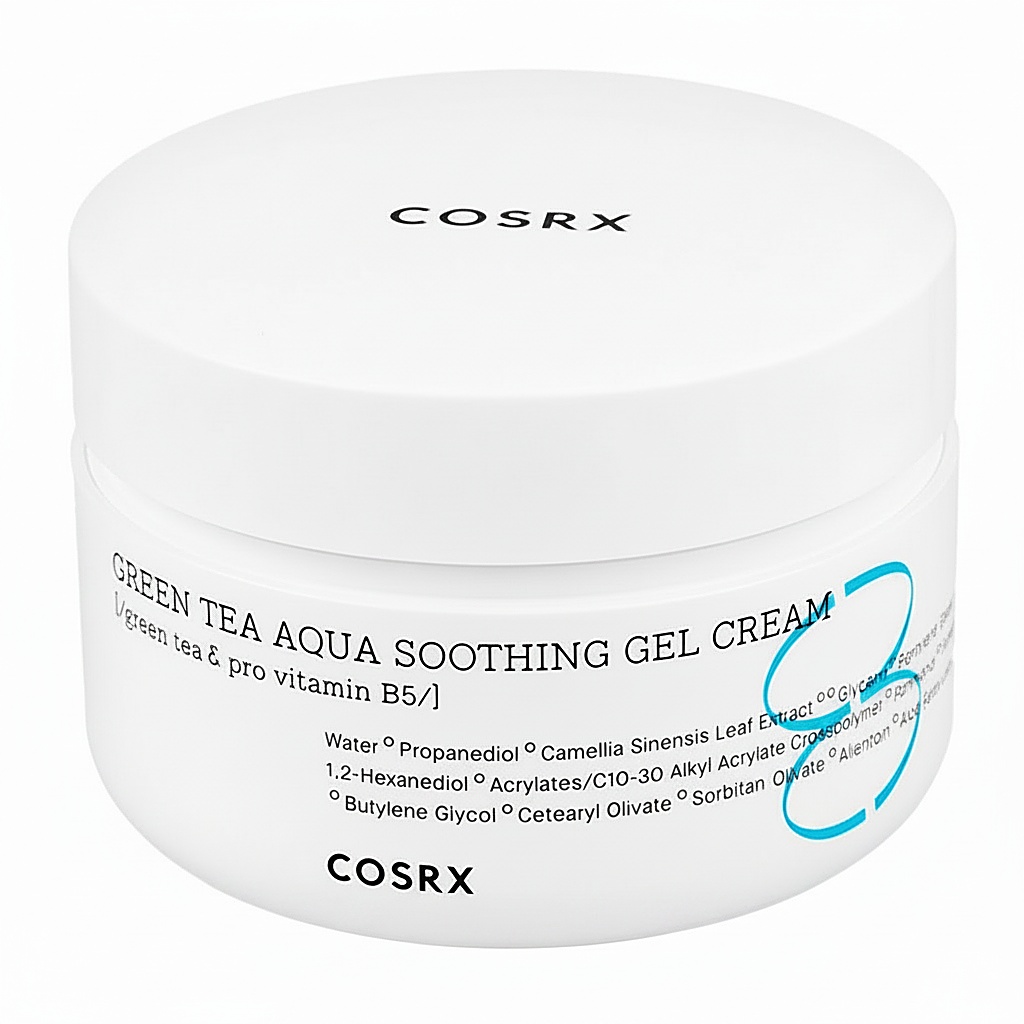 COSRX
GREEN TEA AQUA SOOTHING GEL CREAM
[/green tea & pro vitamin B5/]
Water ° Propanediol ° Camellia Sinensis Leaf Extract °
1,2-Hexanediol ° Acrylates/C10-30 Alkyl Acrylate Crosspolymer °
° Butylene Glycol ° Cetearyl Olivate ° Sorbitan Olivate °
COSRX